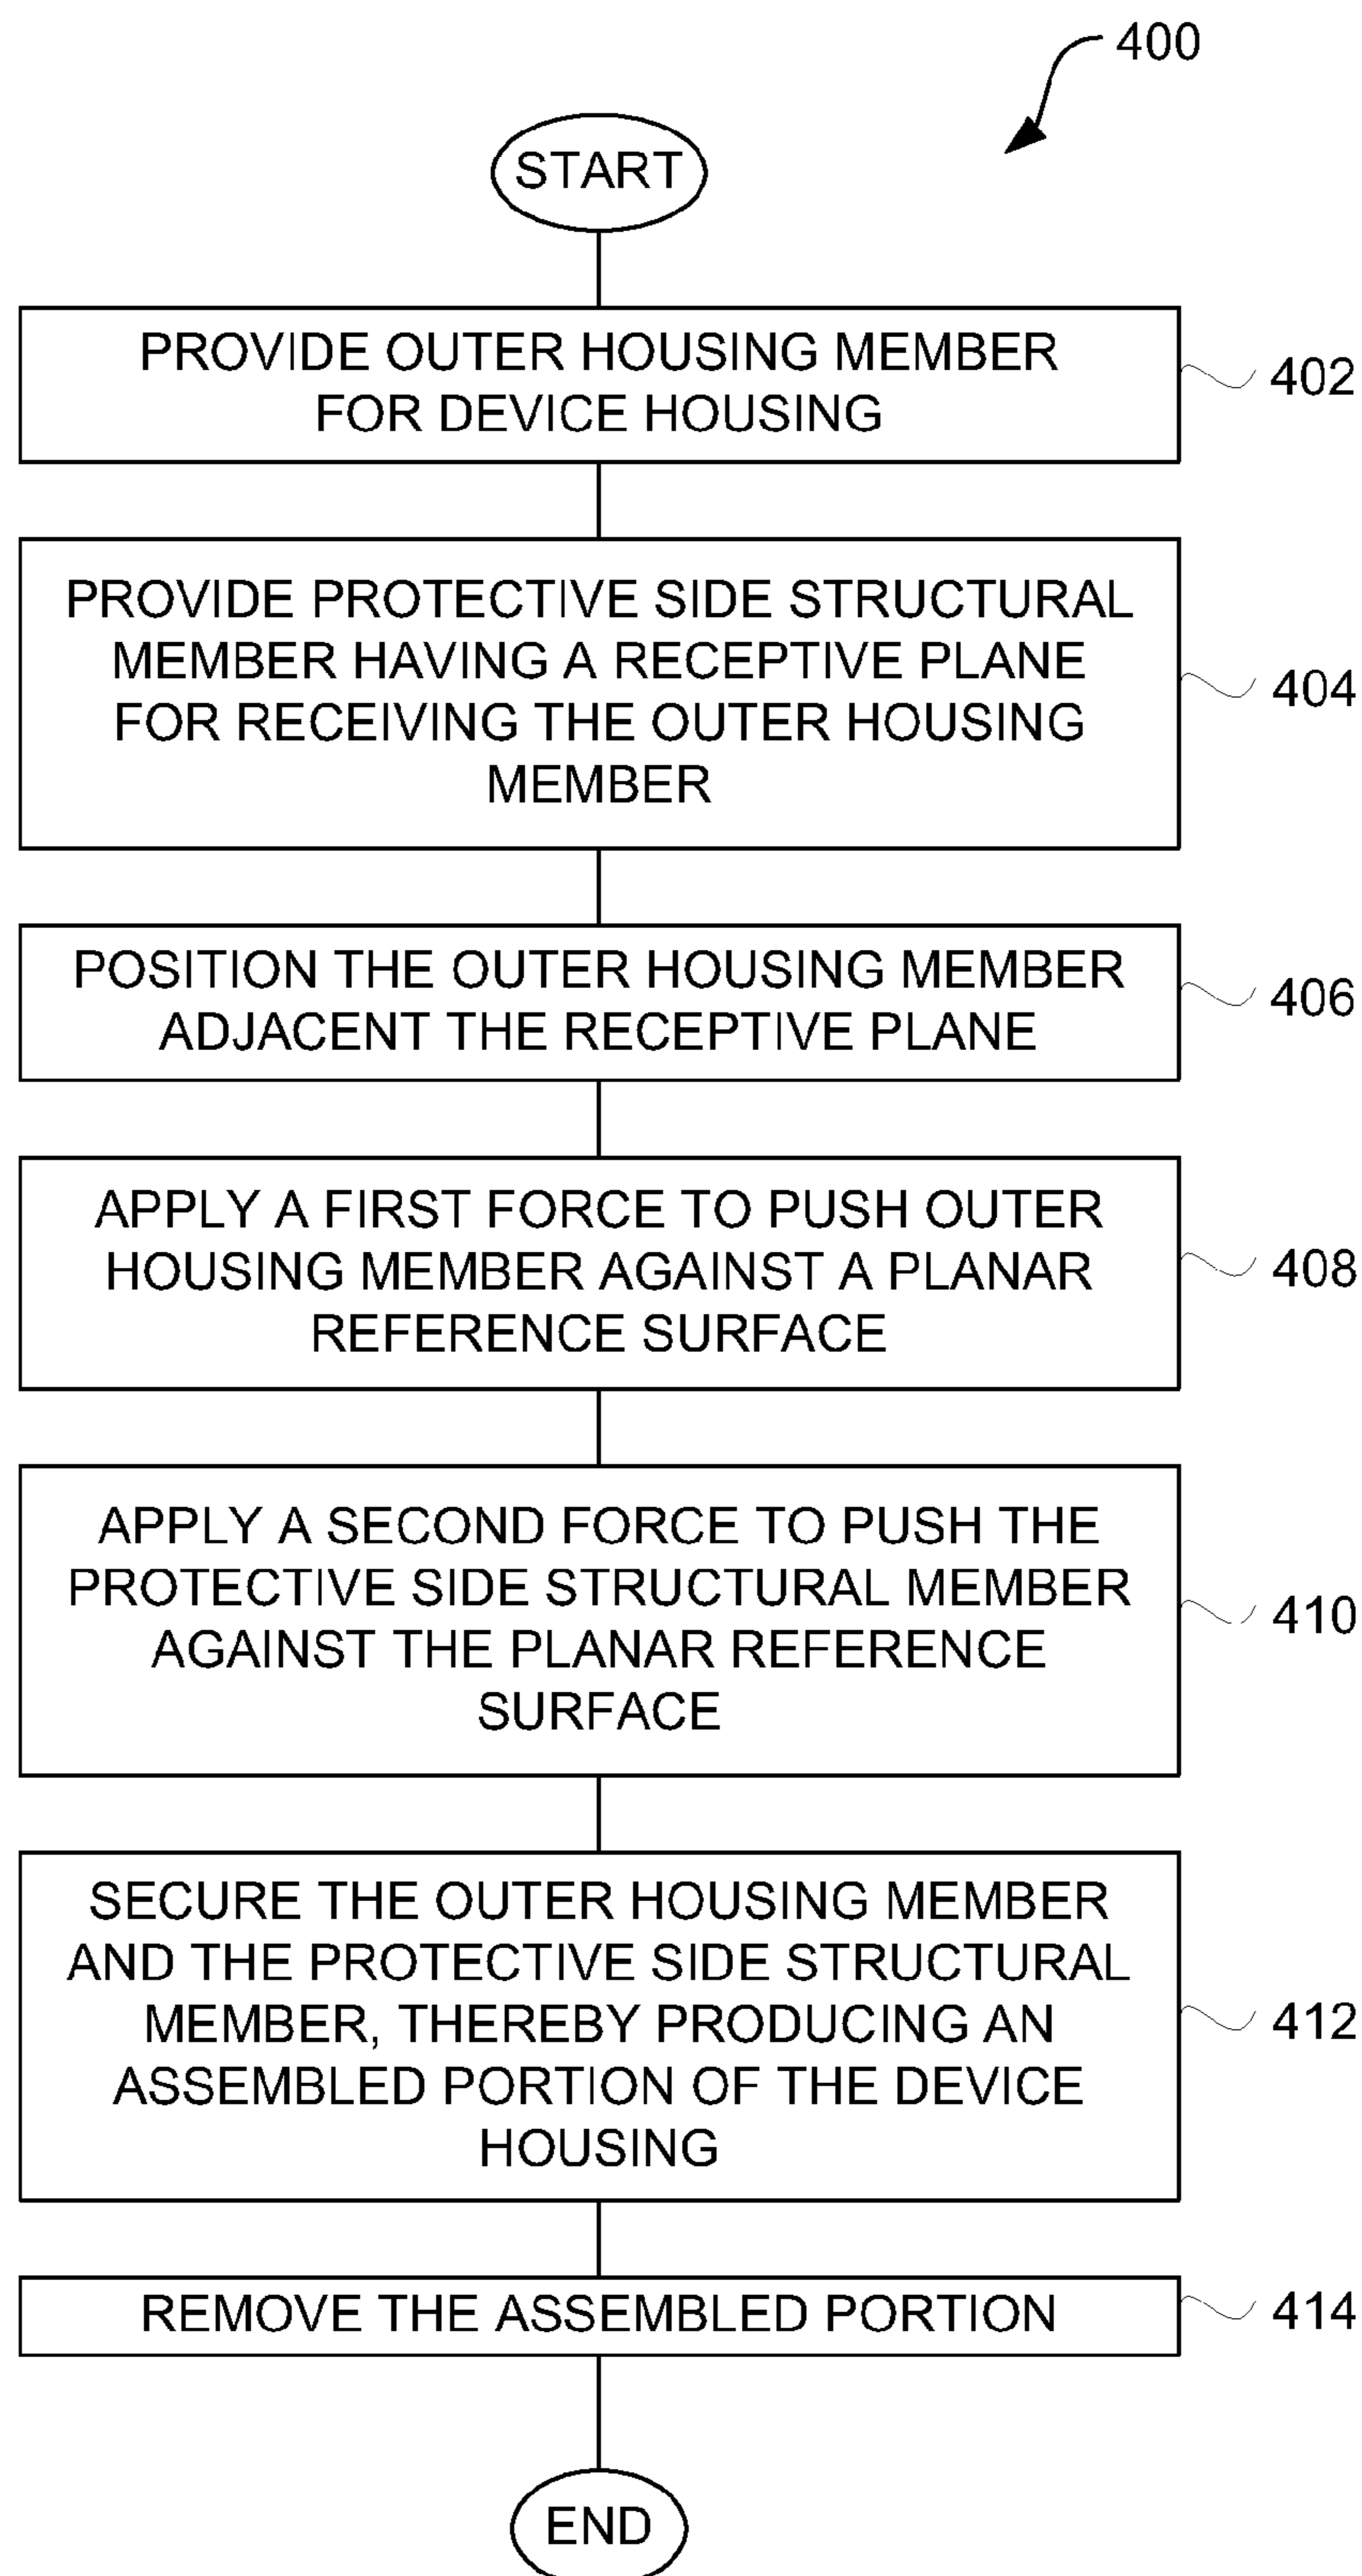 400
START
PROVIDE OUTER HOUSING MEMBER
FOR DEVICE HOUSING
402
PROVIDE PROTECTIVE SIDE STRUCTURAL
MEMBER HAVING A RECEPTIVE PLANE
FOR RECEIVING THE OUTER HOUSING
MEMBER
404
POSITION THE OUTER HOUSING MEMBER
ADJACENT THE RECEPTIVE PLANE
406
APPLY A FIRST FORCE TO PUSH OUTER
HOUSING MEMBER AGAINST A PLANAR
REFERENCE SURFACE
408
APPLY A SECOND FORCE TO PUSH THE
PROTECTIVE SIDE STRUCTURAL MEMBER
AGAINST THE PLANAR REFERENCE
SURFACE
410
SECURE THE OUTER HOUSING MEMBER
AND THE PROTECTIVE SIDE STRUCTURAL
MEMBER, THEREBY PRODUCING AN
ASSEMBLED PORTION OF THE DEVICE
HOUSING
412
REMOVE THE ASSEMBLED PORTION
414
END